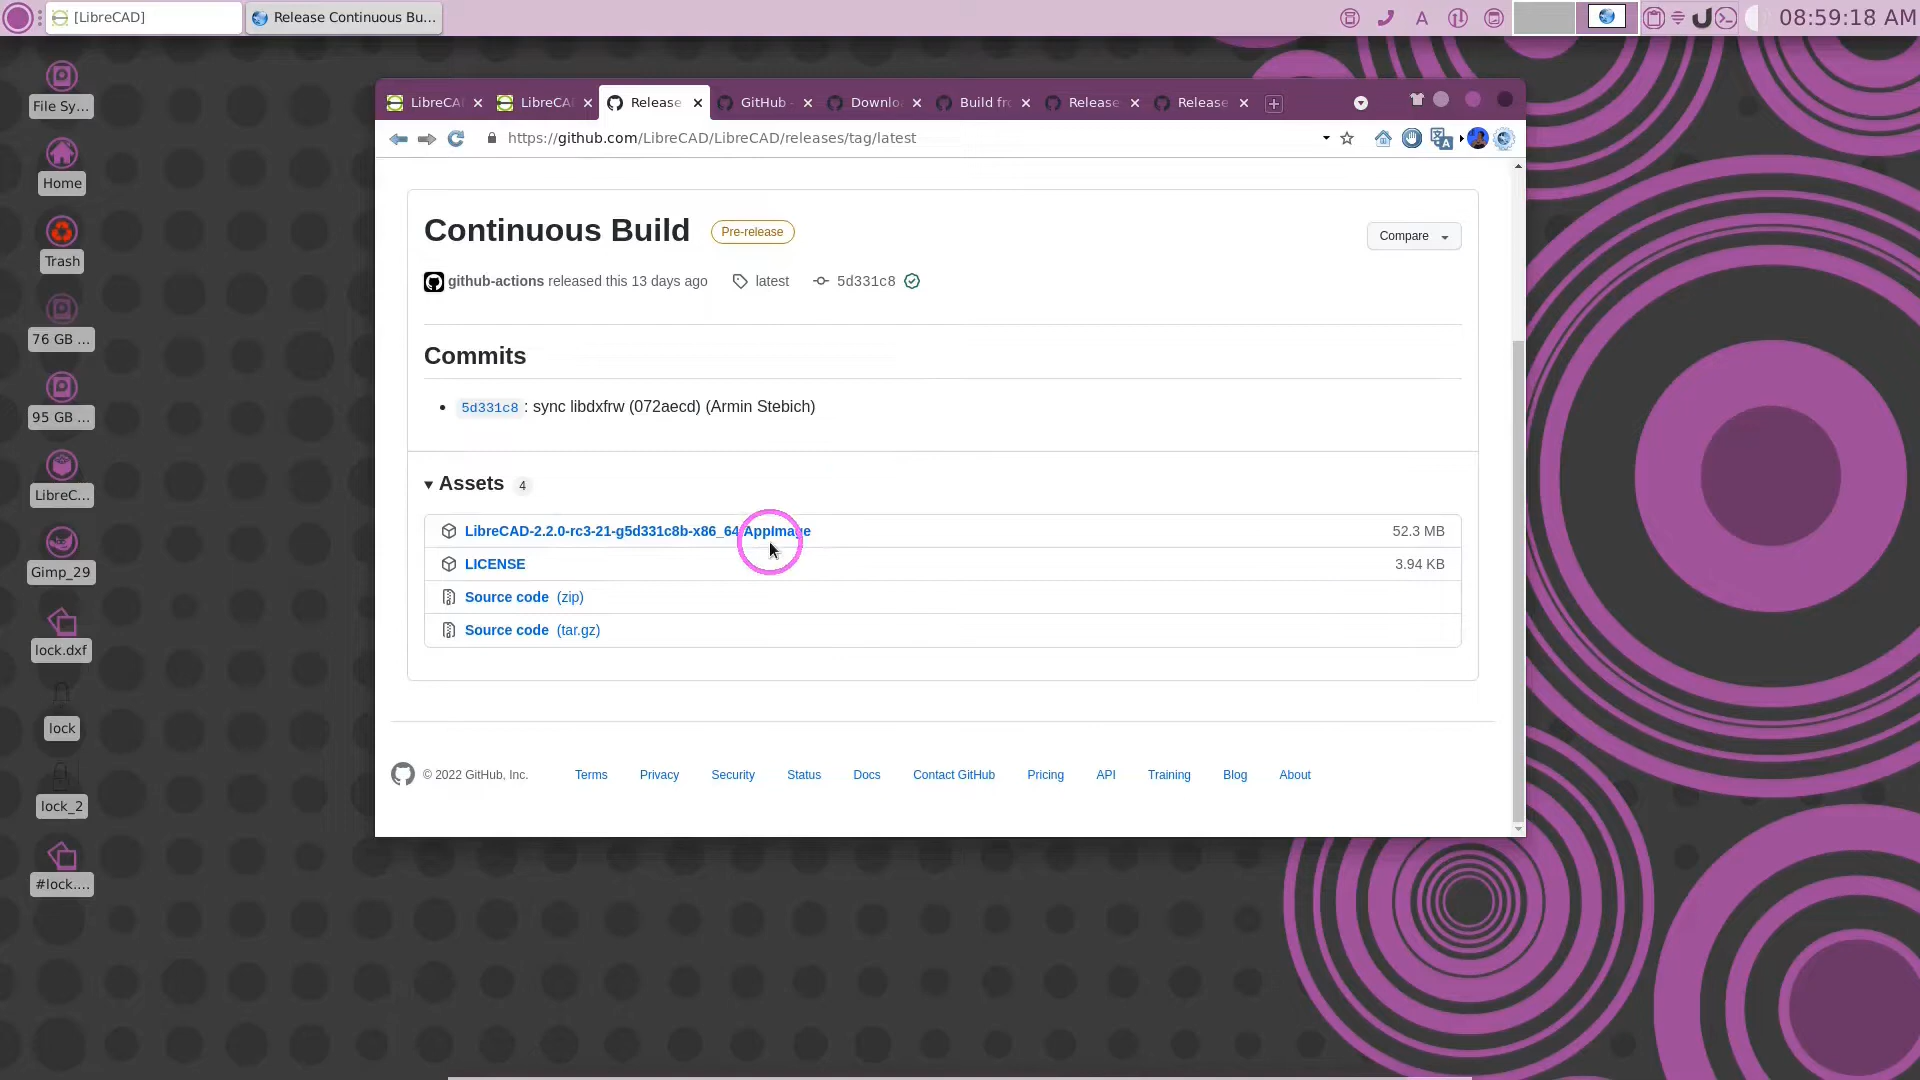 [LibreCAD]
Release Continuous Bu...
A
08:59:18 AM
File Sy...
Home
Trash
76 GB ...
95 GB ...
LibreC...
Gimp_29
lock.dxf
lock
lock_2
#lock....
LibreCA
LibreCA
Release
GitHub -
Downlo
Build fr
Release
Release
https://github.com/LibreCAD/LibreCAD/releases/tag/latest
Continuous Build
Pre-release
Compare
github-actions released this 13 days ago
latest
5d331c8
Commits
5d331c8: sync libdxfrw (072aecd) (Armin Stebich)
Assets 4
LibreCAD-2.2.0-rc3-21-g5d331c8b-x86_64.AppImage 52.3 MB
LICENSE 3.94 KB
Source code (zip)
Source code (tar.gz)
© 2022 GitHub, Inc. Terms Privacy Security Status Docs Contact GitHub Pricing API Training Blog About